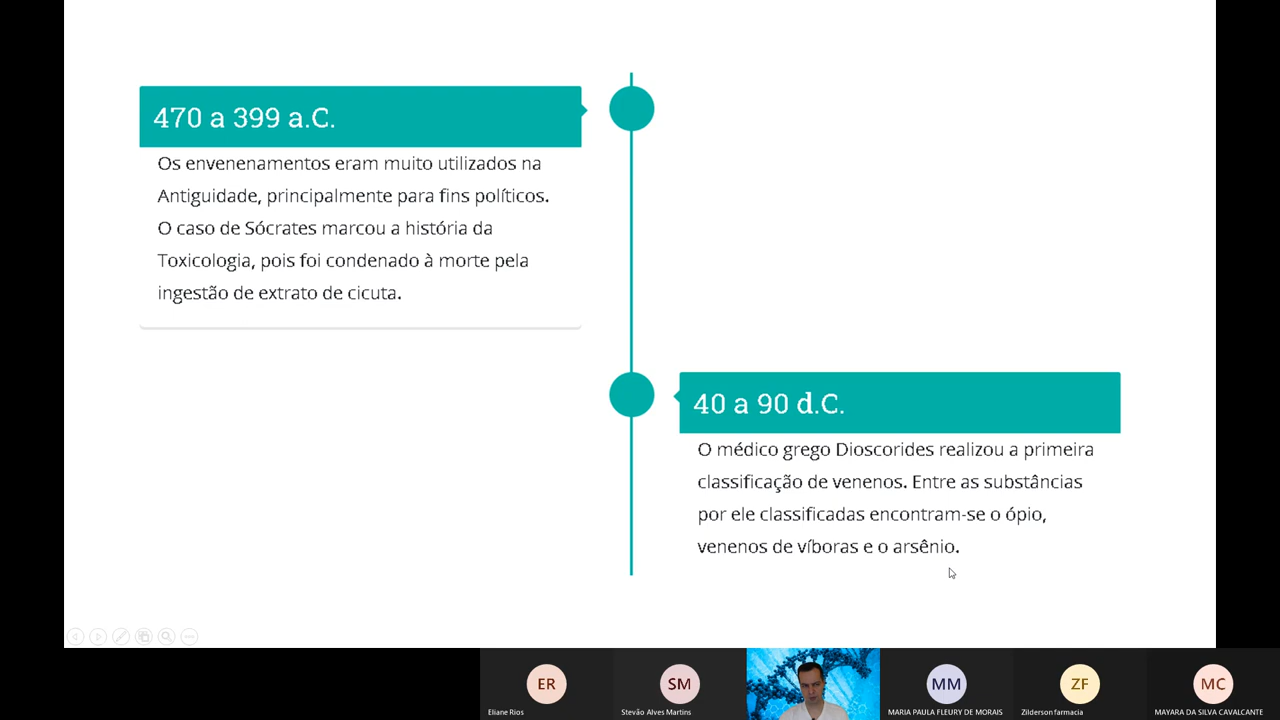 470 a 399 a.C.
Os envenenamentos eram muito utilizados na
Antiguidade, principalmente para fins políticos.
O caso de Sócrates marcou a história da
Toxicologia, pois foi condenado à morte pela
ingestão de extrato de cicuta.
40 a 90 d.C.
O médico grego Dioscorides realizou a primeira
classificação de venenos. Entre as substâncias
por ele classificadas encontram-se o ópio,
venenos de víboras e o arsênio.
ER
SM
MM
ZF
MC
Eliane Rios
Stevão Alves Martins
MARIA PAULA FLEURY DE MORAIS
Zilderson farmacia
MAYARA DA SILVA CAVALCANTE